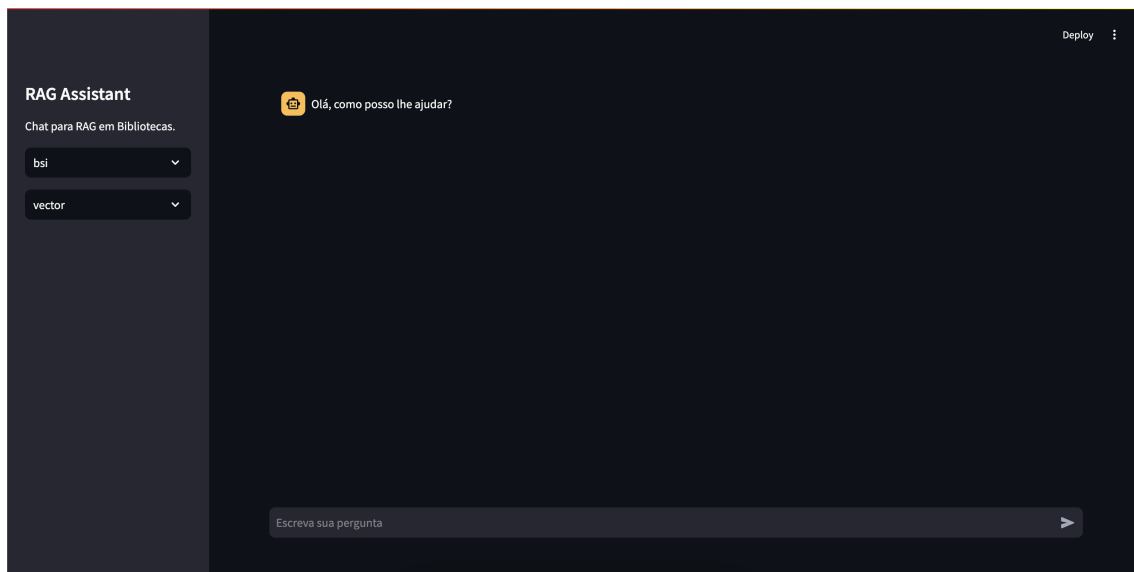 Deploy
RAG Assistant
Chat para RAG em Bibliotecas.
bsi
vector
Olá, como posso lhe ajudar?
Escreva sua pergunta